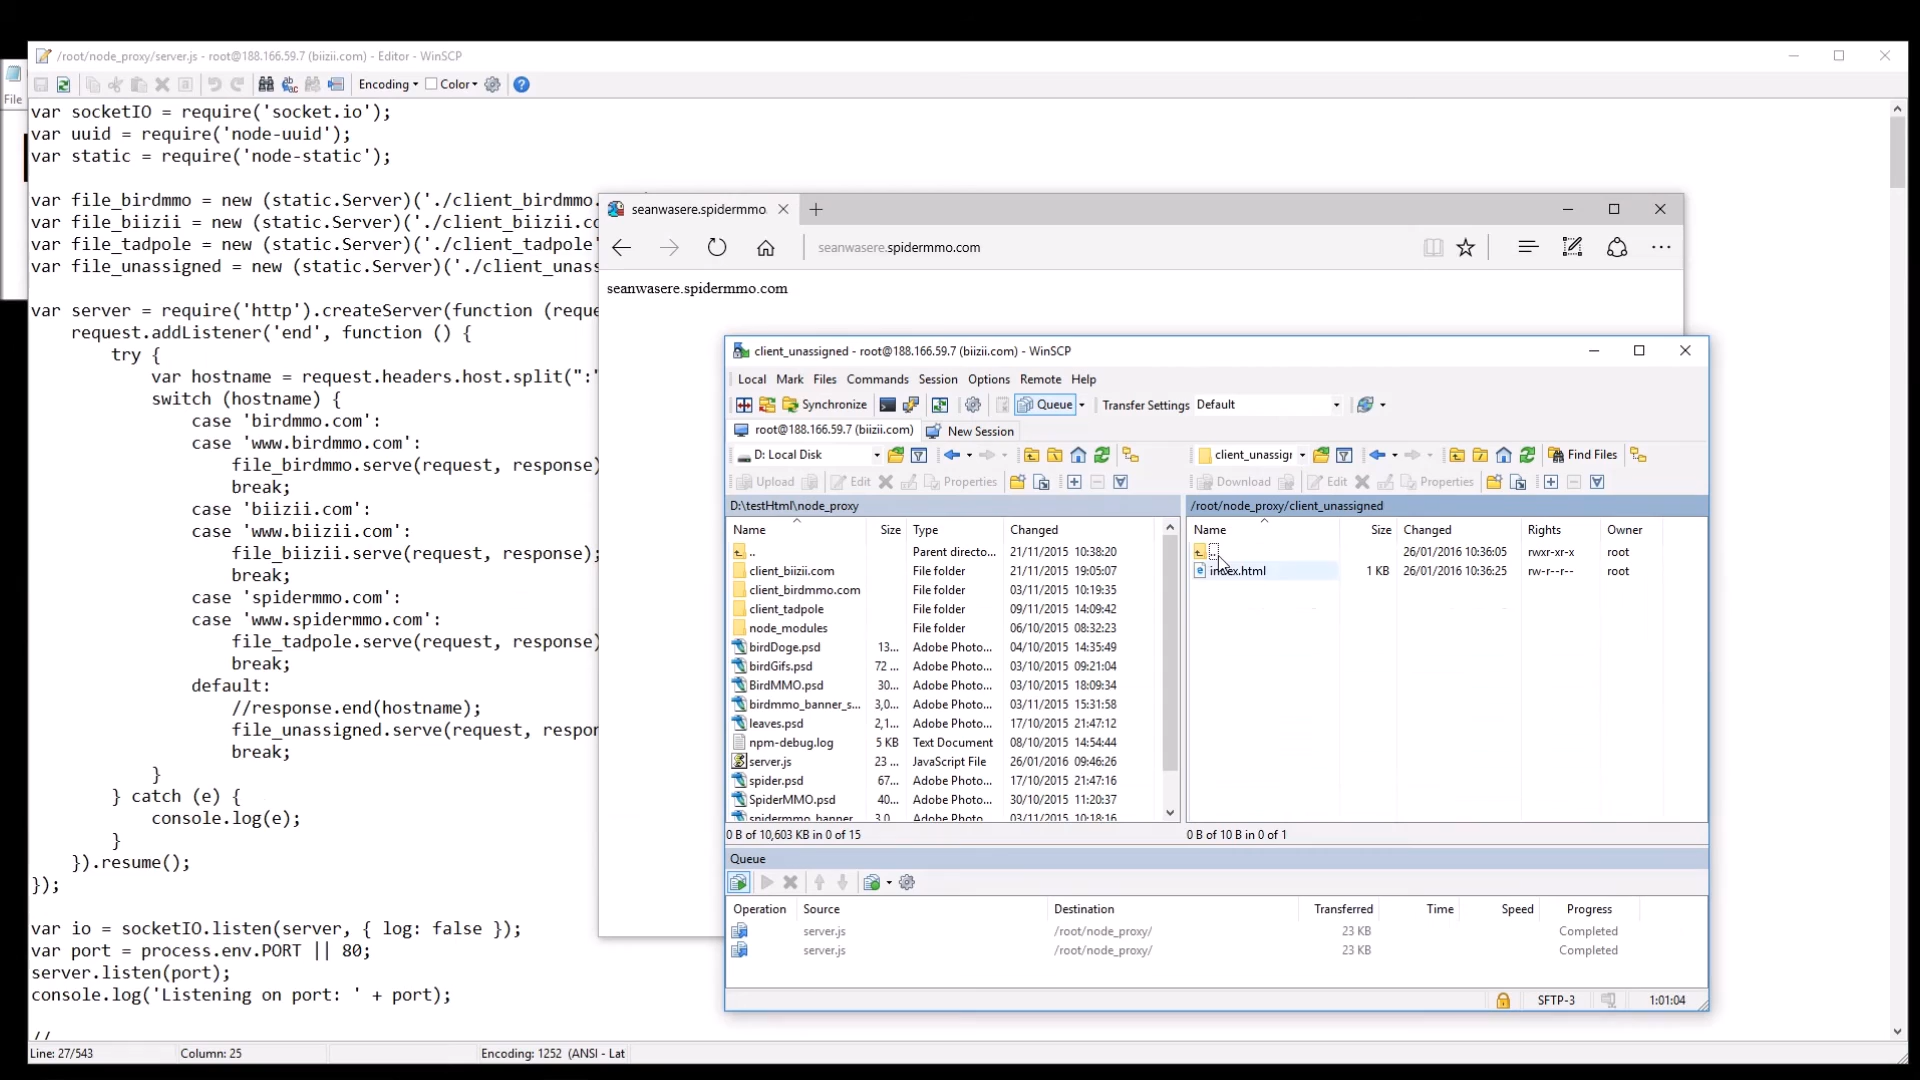 /root/node_proxy/server.js - root@188.166.59.7 (biizii.com) - Editor - WinSCP
File
Encoding
Color
var socketIO = require('socket.io');
var uuid = require('node-uuid');
var static = require('node-static');
var file_birdmmo = new (static.Server)('./client_birdmmo.
var file_biizii = new (static.Server)('./client_biizii.co
var file_tadpole = new (static.Server)('./client_tadpole'
var file_unassigned = new (static.Server)('./client_unass
var server = require('http').createServer(function (reque
request.addListener('end', function () {
try {
var hostname = request.headers.host.split(":"
switch (hostname) {
case 'birdmmo.com':
case 'www.birdmmo.com':
file_birdmmo.serve(request, response)
break;
case 'biizii.com':
case 'www.biizii.com':
file_biizii.serve(request, response);
break;
case 'spidermmo.com':
case 'www.spidermmo.com':
file_tadpole.serve(request, response)
break;
default:
//response.end(hostname);
file_unassigned.serve(request, respon
break;
}
} catch (e) {
console.log(e);
}
}).resume();
});
var io = socketIO.listen(server, { log: false });
var port = process.env.PORT || 80;
server.listen(port);
console.log('Listening on port: ' + port);
//
Line: 27/543
Column: 25
Encoding: 1252 (ANSI - Lat
seanwasere.spidermmo.
seanwasere.spidermmo.com
seanwasere.spidermmo.com
client_unassigned - root@188.166.59.7 (biizii.com) - WinSCP
Local Mark Files Commands Session Options Remote Help
Synchronize
Queue
Transfer Settings Default
root@188.166.59.7 (biizii.com)
New Session
D: Local Disk
client_unassigr
Find Files
Upload
Edit
Properties
Download
Edit
Properties
D:\testHtml\node_proxy
/root/node_proxy/client_unassigned
Name Size Type Changed
.. Parent directo... 21/11/2015 10:38:20
client_biizii.com File folder 21/11/2015 19:05:07
client_birdmmo.com File folder 03/11/2015 10:19:35
client_tadpole File folder 09/11/2015 14:09:42
node_modules File folder 06/10/2015 08:32:23
birdDoge.psd 13... Adobe Photo... 04/10/2015 14:35:49
birdGifs.psd 72 ... Adobe Photo... 03/10/2015 09:21:04
BirdMMO.psd 30... Adobe Photo... 03/10/2015 18:09:34
birdmmo_banner_s... 3,0... Adobe Photo... 03/11/2015 15:31:58
leaves.psd 2,1... Adobe Photo... 17/10/2015 21:47:12
npm-debug.log 5 KB Text Document 08/10/2015 14:54:44
server.js 23 ... JavaScript File 26/01/2016 09:46:26
spider.psd 67... Adobe Photo... 17/10/2015 21:47:16
SpiderMMO.psd 40... Adobe Photo... 30/10/2015 11:20:37
spidermmo_banner 3,0 Adobe Photo 03/11/2015 10:18:16
Name Size Changed Rights Owner
.. 26/01/2016 10:36:05 rwxr-xr-x root
index.html 1 KB 26/01/2016 10:36:25 rw-r--r-- root
0 B of 10,603 KB in 0 of 15
0 B of 10 B in 0 of 1
Queue
Operation Source Destination Transferred Time Speed Progress
server.js /root/node_proxy/ 23 KB Completed
server.js /root/node_proxy/ 23 KB Completed
SFTP-3
1:01:04